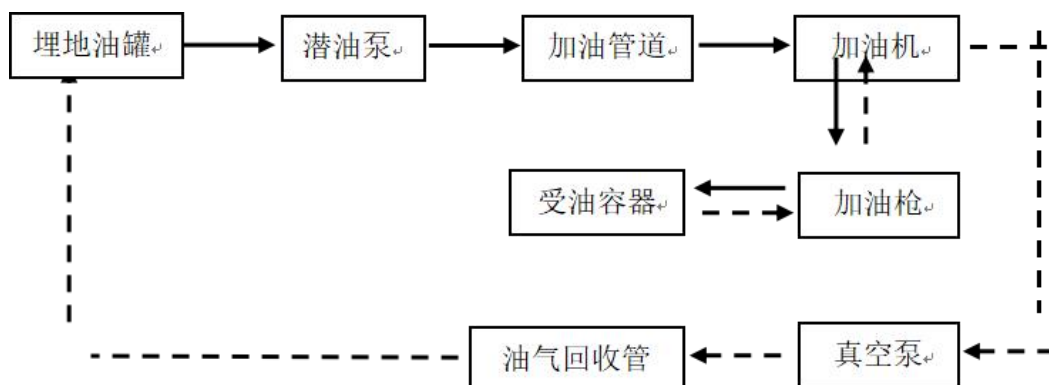 埋地油罐
潜油泵
加油管道
加油机
受油容器
加油枪
油气回收管
真空泵